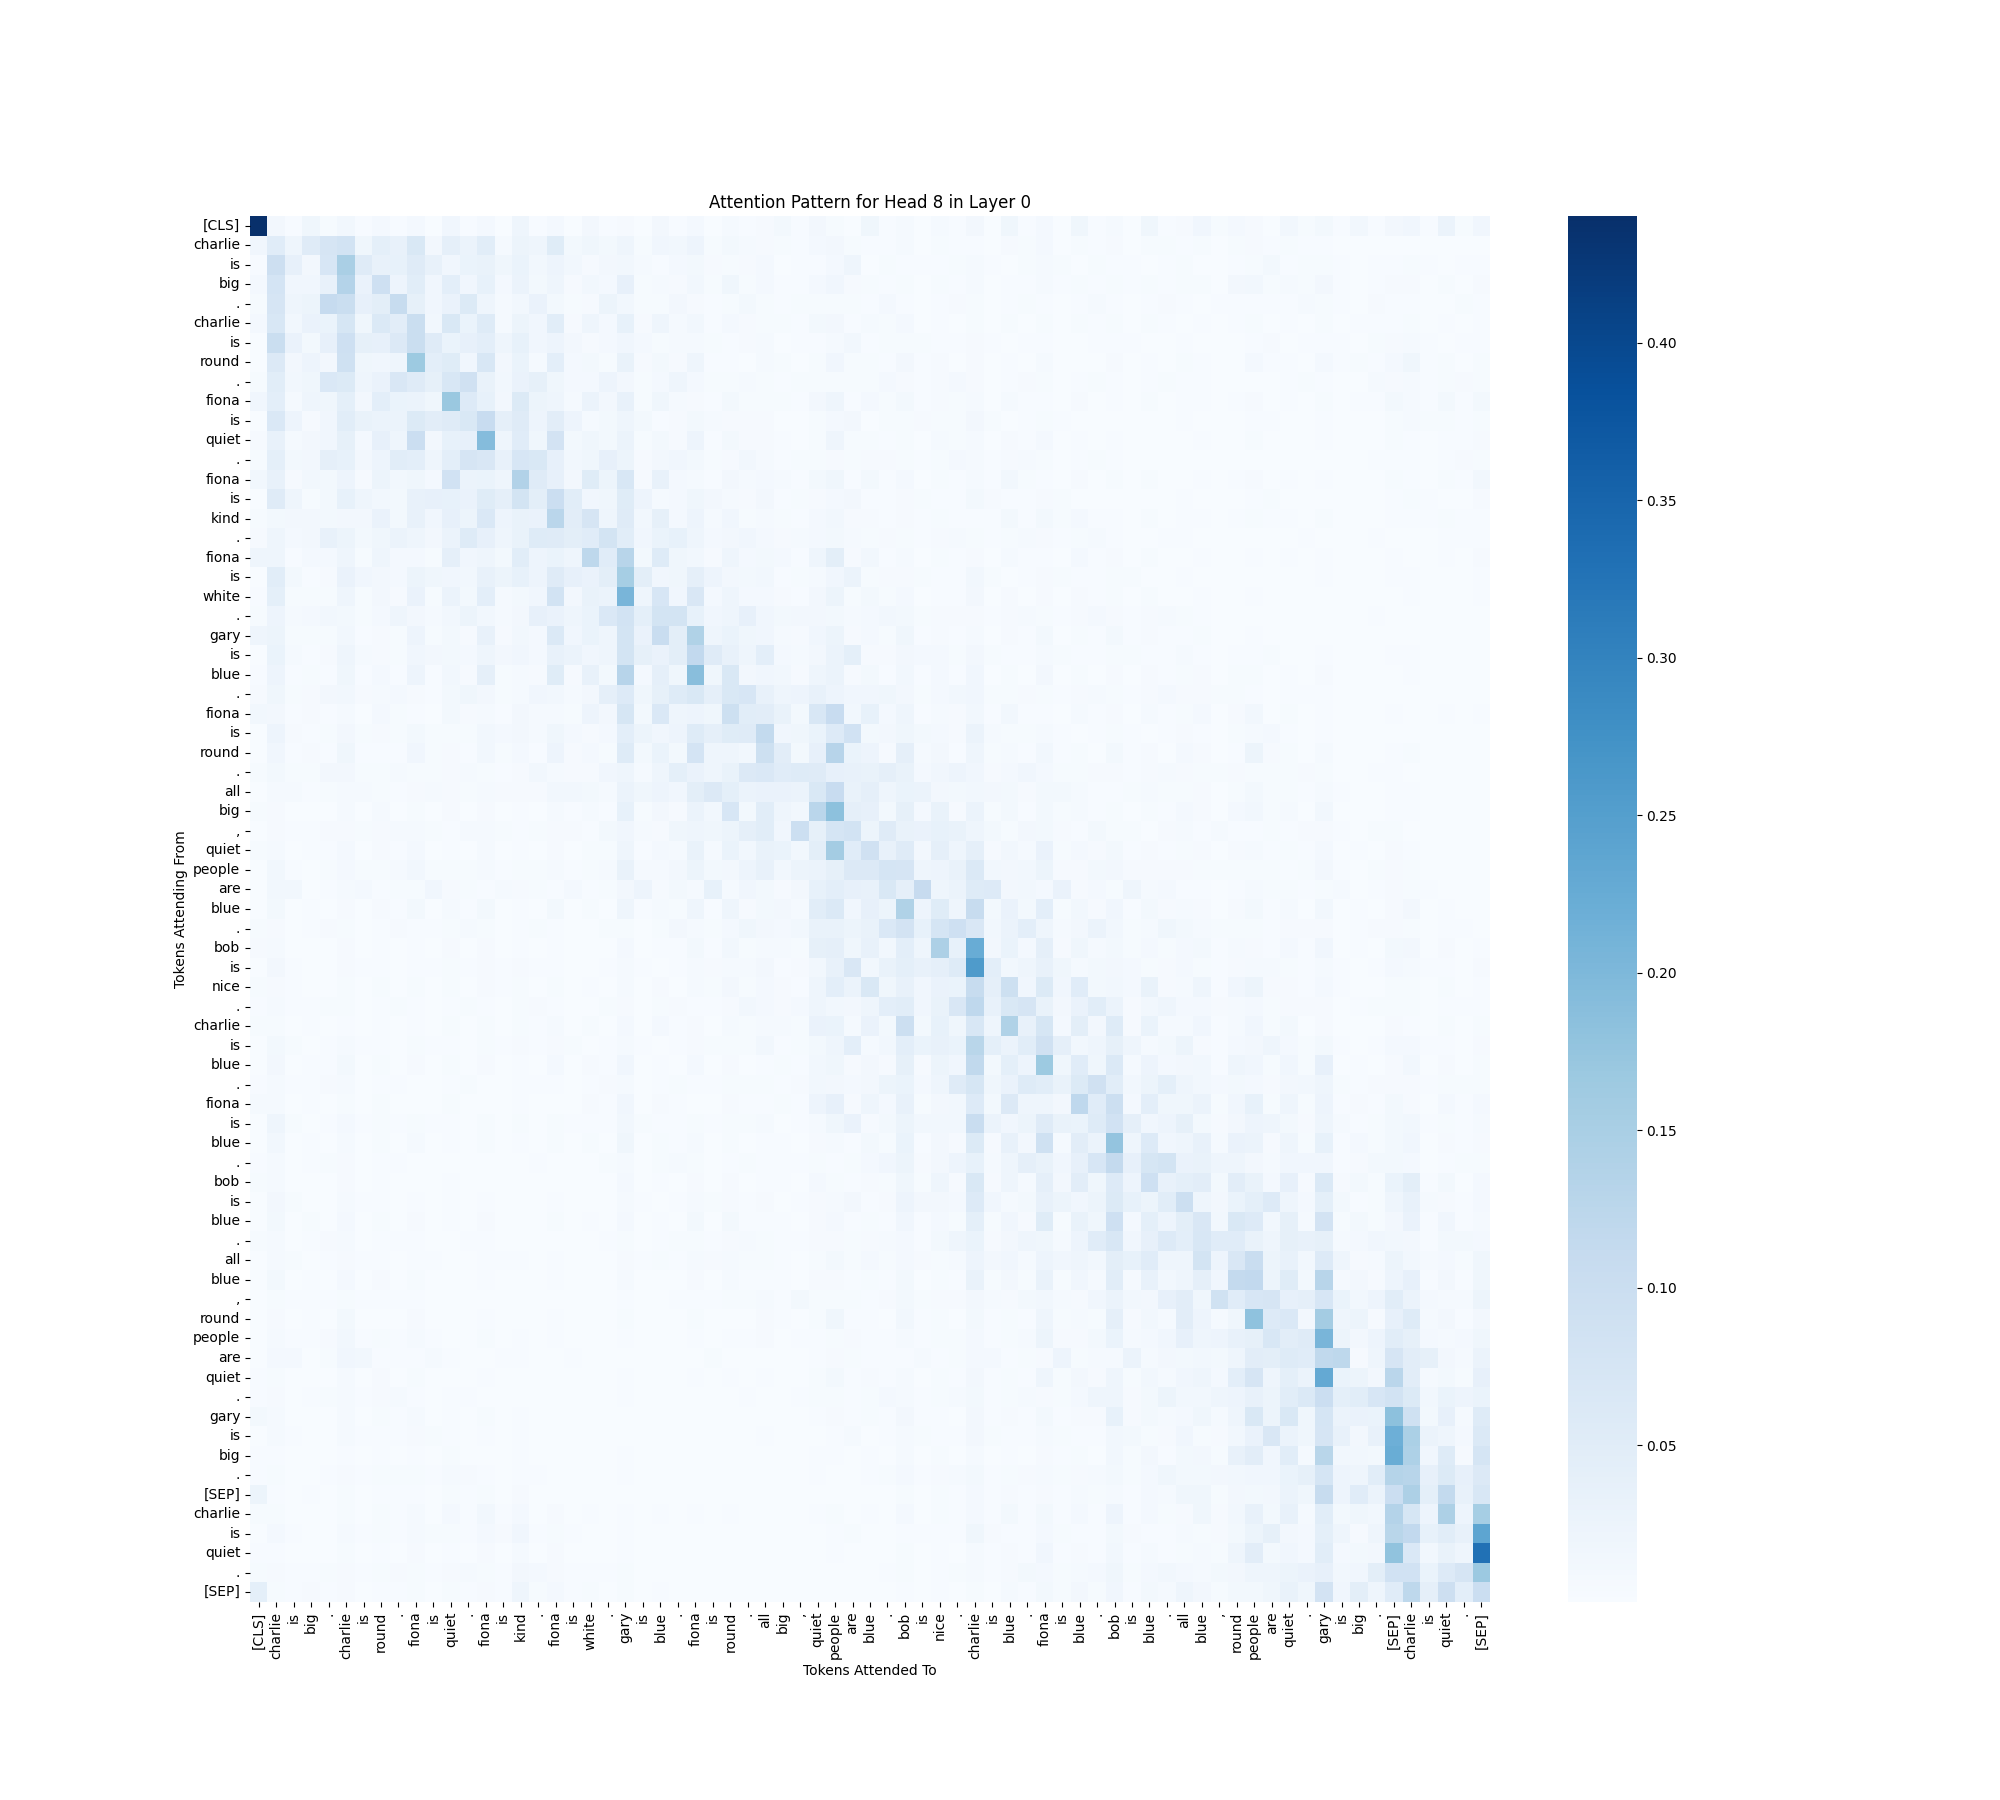 Attention Pattern for Head 8 in Layer 0
[CLS]
charlie
is
big
.
charlie
is
round
.
fiona
is
quiet
.
fiona
is
kind
.
fiona
is
white
.
gary
is
blue
.
fiona
is
round
.
all
big
,
quiet
people
are
blue
.
bob
is
nice
.
charlie
is
blue
.
fiona
is
blue
.
bob
is
blue
.
all
blue
,
round
people
are
quiet
.
gary
is
big
.
[SEP]
charlie
is
quiet
.
[SEP]
Tokens Attending From
[CLS] charlie is big . charlie is round . fiona is quiet . fiona is kind . fiona is white . gary is blue . fiona is round . all big , quiet people are blue . bob is nice . charlie is blue . fiona is blue . bob is blue . all blue , round people are quiet . gary is big . [SEP] charlie is quiet . [SEP]
Tokens Attended To
0.40
0.35
0.30
0.25
0.20
0.15
0.10
0.05